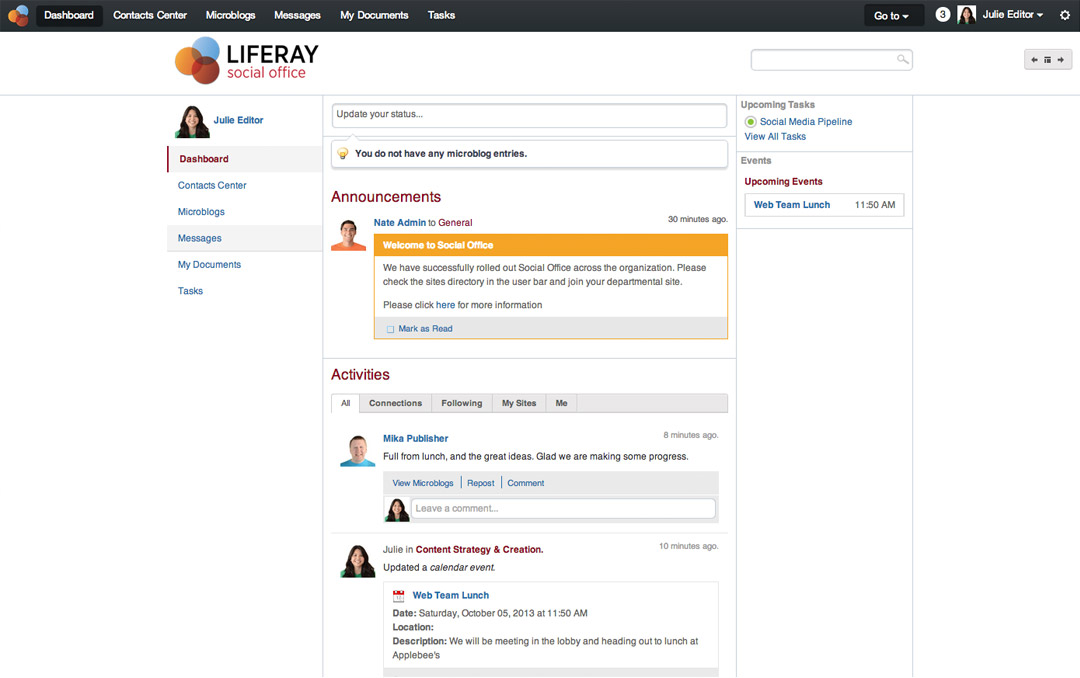 Dashboard Contacts Center Microblogs Messages My Documents Tasks Go to 3 Julie Editor
LIFERAY
social office
Julie Editor
Dashboard
Contacts Center
Microblogs
Messages
My Documents
Tasks
Update your status...
You do not have any microblog entries.
Announcements
Nate Admin to General 30 minutes ago.
Welcome to Social Office
We have successfully rolled out Social Office across the organization. Please
check the sites directory in the user bar and join your departmental site.
Please click here for more information
Mark as Read
Activities
All Connections Following My Sites Me
Mika Publisher 8 minutes ago.
Full from lunch, and the great ideas. Glad we are making some progress.
View Microblogs Repost Comment
Leave a comment...
Julie in Content Strategy & Creation. 10 minutes ago.
Updated a calendar event.
Web Team Lunch
Date: Saturday, October 05, 2013 at 11:50 AM
Location:
Description: We will be meeting in the lobby and heading out to lunch at
Applebee's
Upcoming Tasks
Social Media Pipeline
View All Tasks
Events
Upcoming Events
Web Team Lunch 11:50 AM